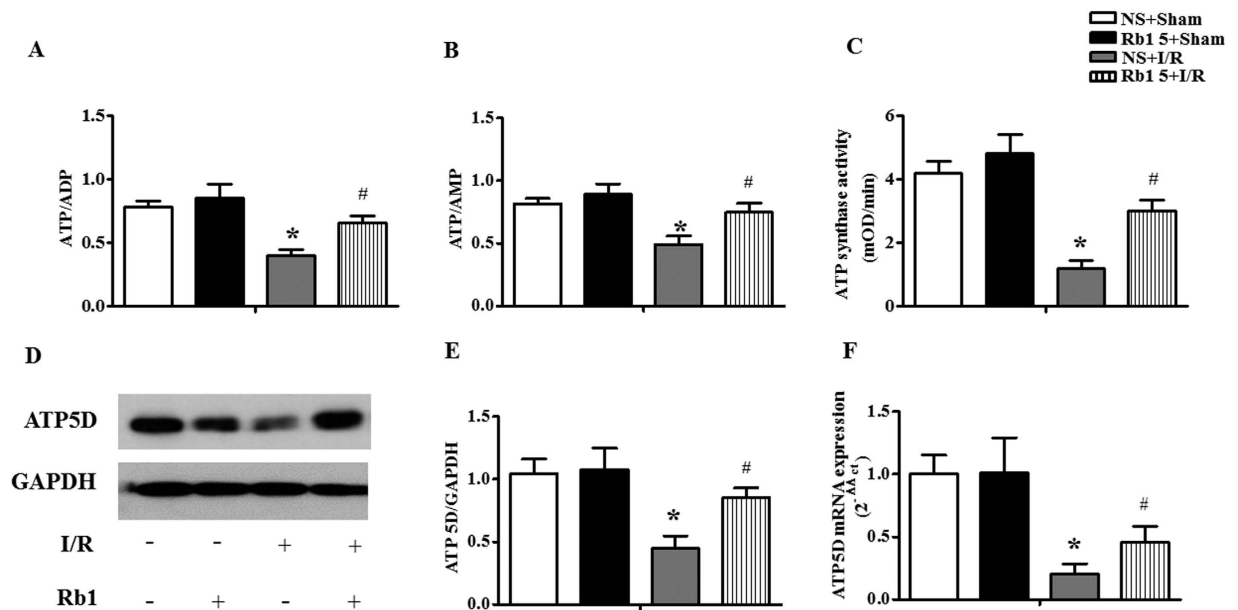 NS+Sham
Rb1 5+Sham
NS+I/R
Rb1 5+I/R
A
ATP/ADP
1.5
1.0
0.5
0.0
*
#
B
ATP/AMP
1.5
1.0
0.5
0.0
*
#
C
ATP synthase activity
(mOD/min)
6
4
2
0
*
#
D
ATP5D
GAPDH
I/R - - + +
Rb1 - + - +
E
ATP 5D/GAPDH
1.5
1.0
0.5
0.0
*
#
F
ATP5D mRNA expression
(2^-ΔΔct)
1.5
1.0
0.5
0.0
*
#